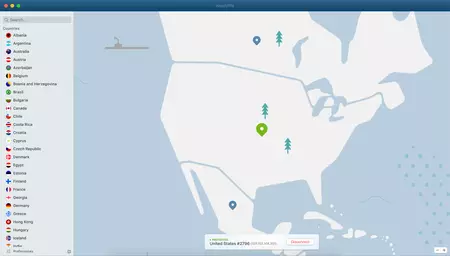 NordVPN
Search...
Countries
Albania
Argentina
Australia
Austria
Azerbaijan
Belgium
Bosnia and Herzegovina
Brazil
Bulgaria
Canada
Chile
Costa Rica
Croatia
Cyprus
Czech Republic
Denmark
Egypt
Estonia
Finland
France
Georgia
Germany
Greece
Hong Kong
Hungary
Iceland
India
Preferences
United States #2798
Disconnect